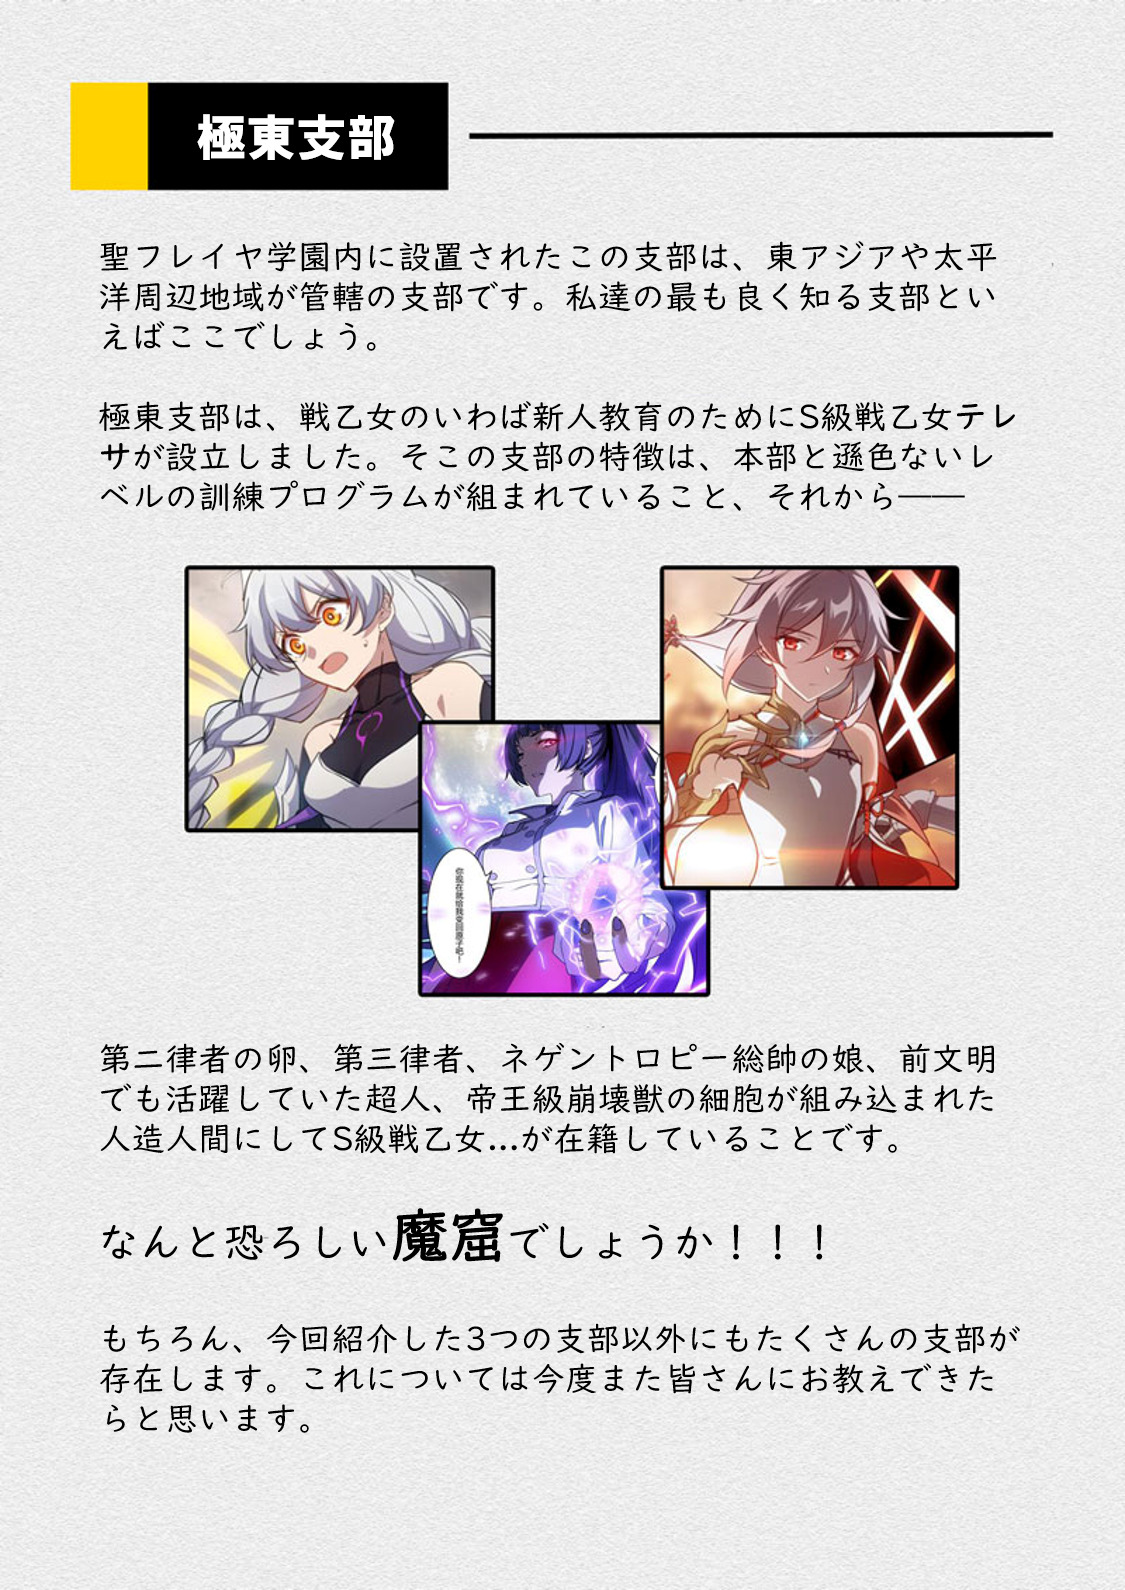 極東支部
聖フレイヤ学園内に設置されたこの支部は、東アジアや太平
洋周辺地域が管轄の支部です。私達の最も良く知る支部とい
えばここでしょう。
極東支部は、戦乙女のいわば新人教育のためにS級戦乙女テレ
サが設立しました。そこの支部の特徴は、本部と遜色ないレ
ベルの訓練プログラムが組まれていること、それから――
你现在就给我变回原子吧！
第二律者の卵、第三律者、ネゲントロピー総帥の娘、前文明
でも活躍していた超人、帝王級崩壊獣の細胞が組み込まれた
人造人間にしてS級戦乙女...が在籍していることです。
なんと恐ろしい魔窟でしょうか！！！
もちろん、今回紹介した3つの支部以外にもたくさんの支部が
存在します。これについては今度また皆さんにお教えできた
らと思います。